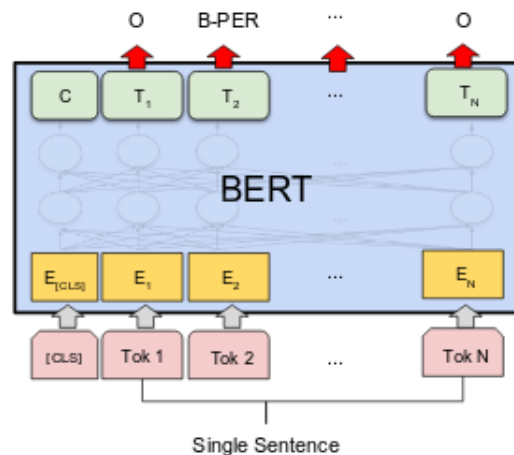 O B-PER ... O
C T1 T2 ... TN
...
BERT
...
E[CLS] E1 E2 ... EN
[CLS] Tok 1 Tok 2 ... Tok N
Single Sentence